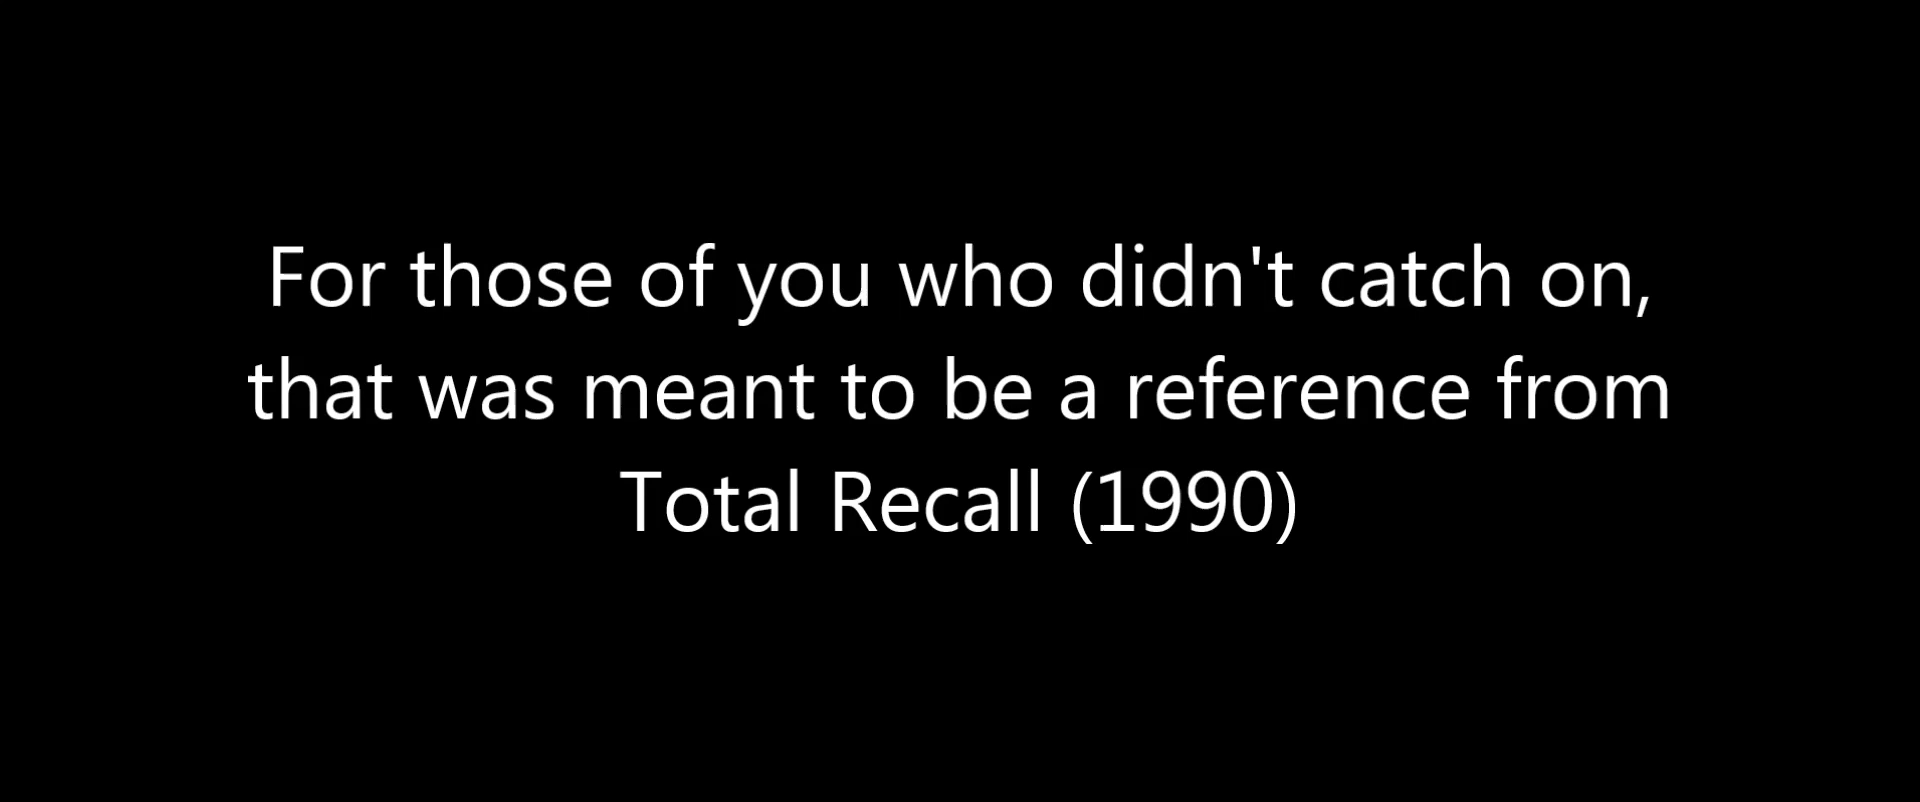 For those of you who didn't catch on,
that was meant to be a reference from
Total Recall (1990)